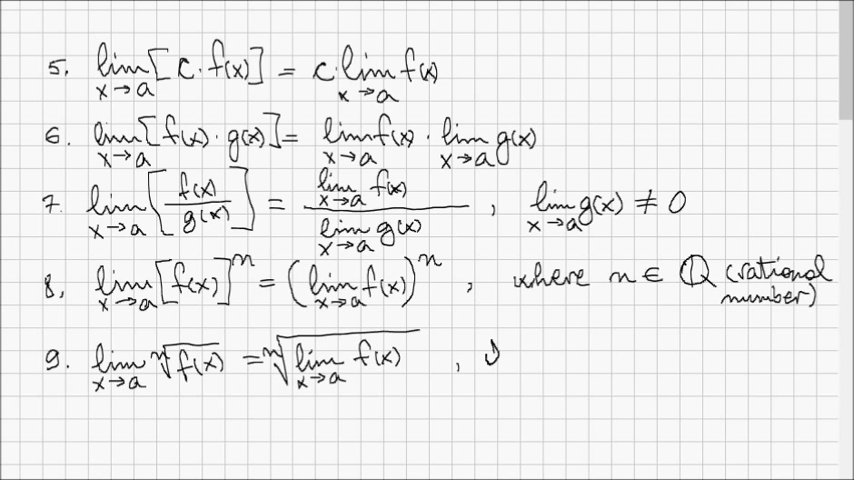 5. lim x→a [c · f(x)] = c · lim x→a f(x)
6. lim x→a [f(x) · g(x)] = lim x→a f(x) · lim x→a g(x)
7. lim x→a [f(x)/g(x)] = lim x→a f(x) / lim x→a g(x) , lim x→a g(x) ≠ 0
8, lim x→a [f(x)]^n = (lim x→a f(x))^n , where n ∈ ℚ (rational number)
9. lim x→a ⁿ√f(x) = ⁿ√lim x→a f(x) ,